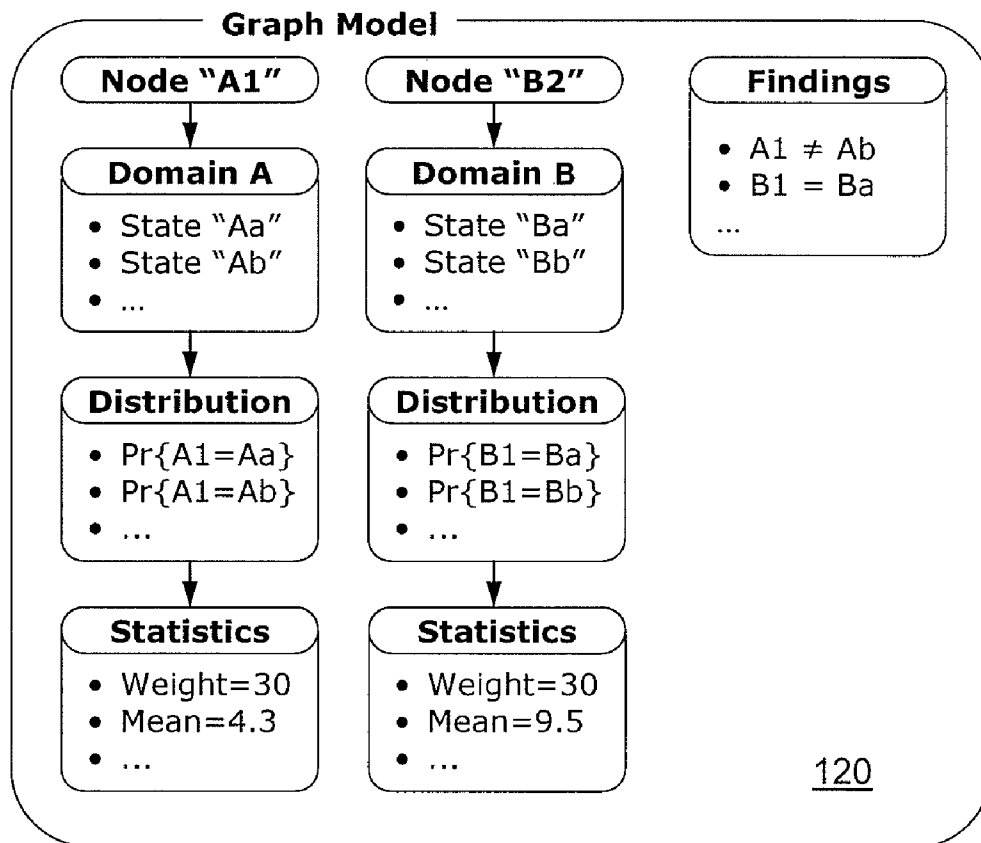 Graph Model
Node “A1”
Domain A
• State “Aa”
• State “Ab”
• ...
Distribution
• Pr{A1=Aa}
• Pr{A1=Ab}
• ...
Statistics
• Weight=30
• Mean=4.3
• ...
Node “B2”
Domain B
• State “Ba”
• State “Bb”
• ...
Distribution
• Pr{B1=Ba}
• Pr{B1=Bb}
• ...
Statistics
• Weight=30
• Mean=9.5
• ...
Findings
• A1 ≠ Ab
• B1 = Ba
...
120